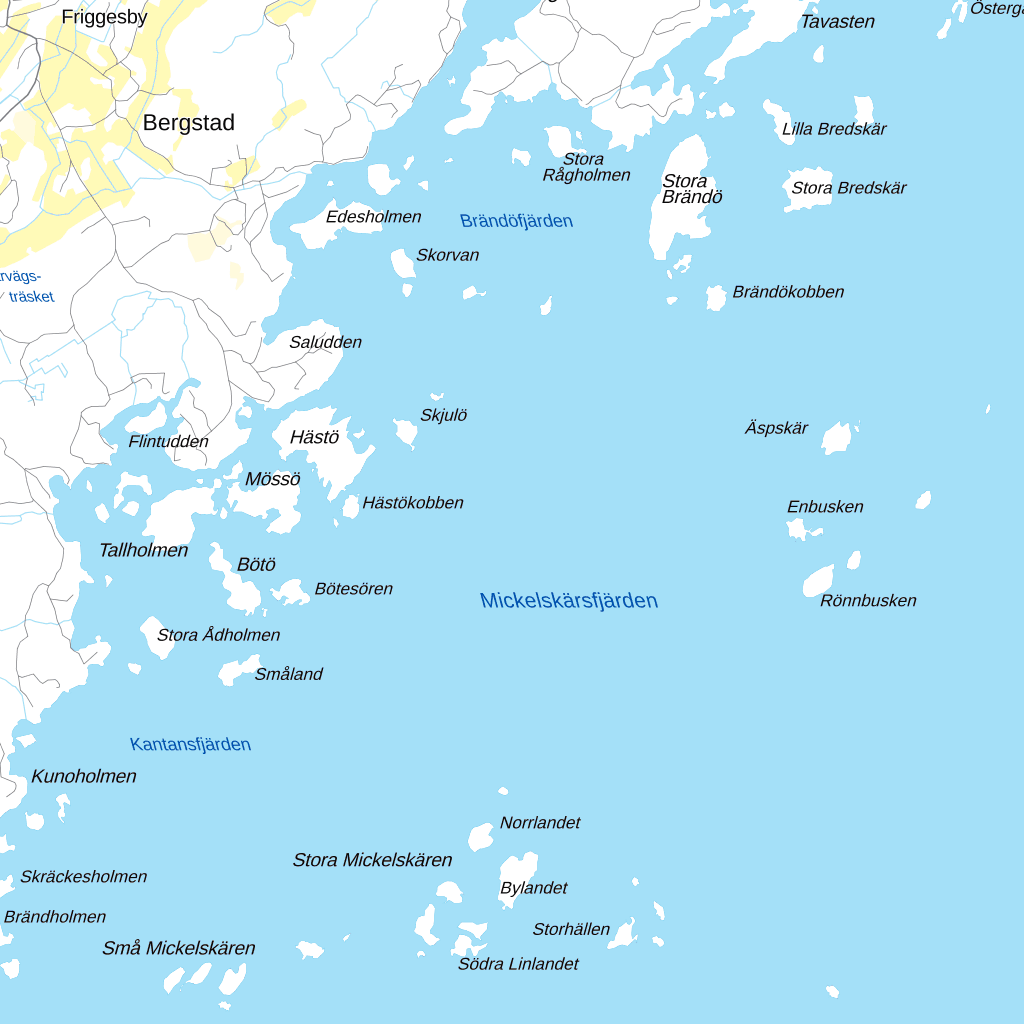 Friggesby
Tavasten
Bergstad
Lilla Bredskär
Stora
Rågholmen
Stora
Brändö
Stora Bredskär
Edesholmen
Brändöfjärden
Skorvan
träsket
Brändökobben
Saludden
Skjulö
Äspskär
Flintudden
Hästö
Mössö
Hästökobben
Enbusken
Tallholmen
Bötö
Bötesören
Mickelskärsfjärden
Rönnbusken
Stora Ådholmen
Småland
Kantansfjärden
Kunoholmen
Norrlandet
Stora Mickelskären
Skräckesholmen
Bylandet
Brändholmen
Storhällen
Små Mickelskären
Södra Linlandet